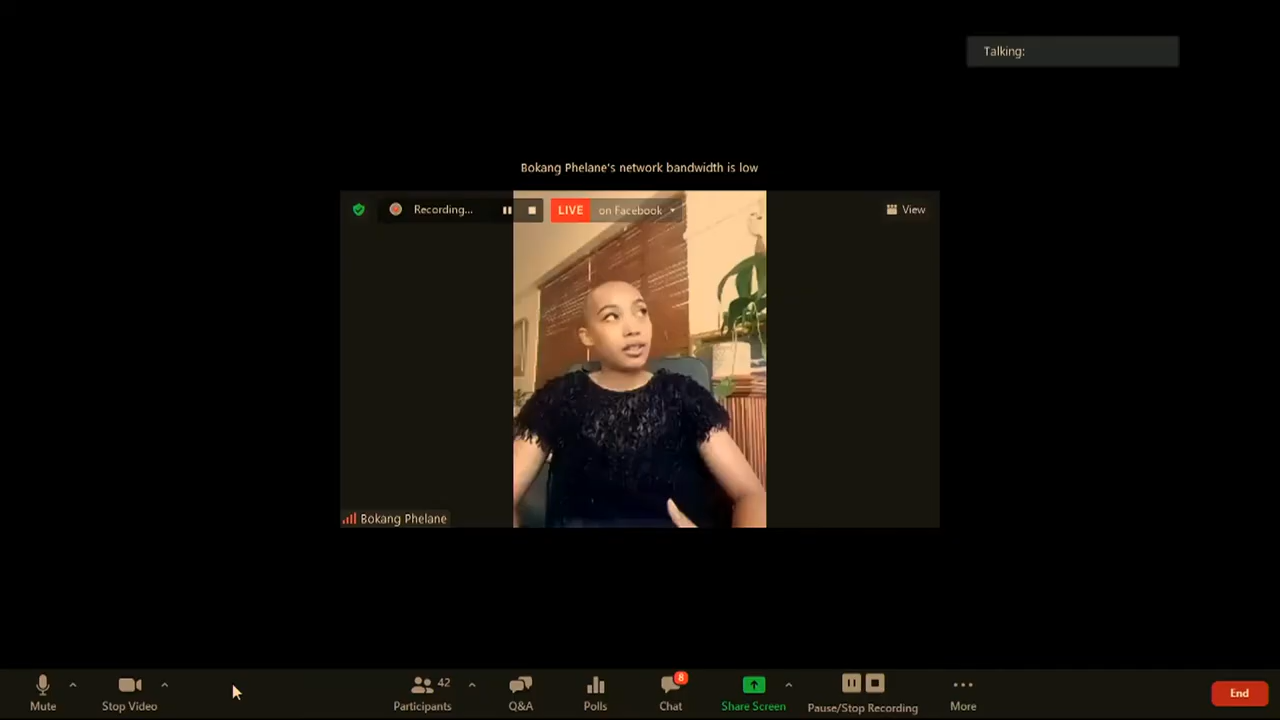 Talking:
Bokang Phelane's network bandwidth is low
Recording...
LIVE on Facebook
View
Bokang Phelane
Mute
Stop Video
42
Participants
Q&A
Polls
8
Chat
Share Screen
Pause/Stop Recording
More
End